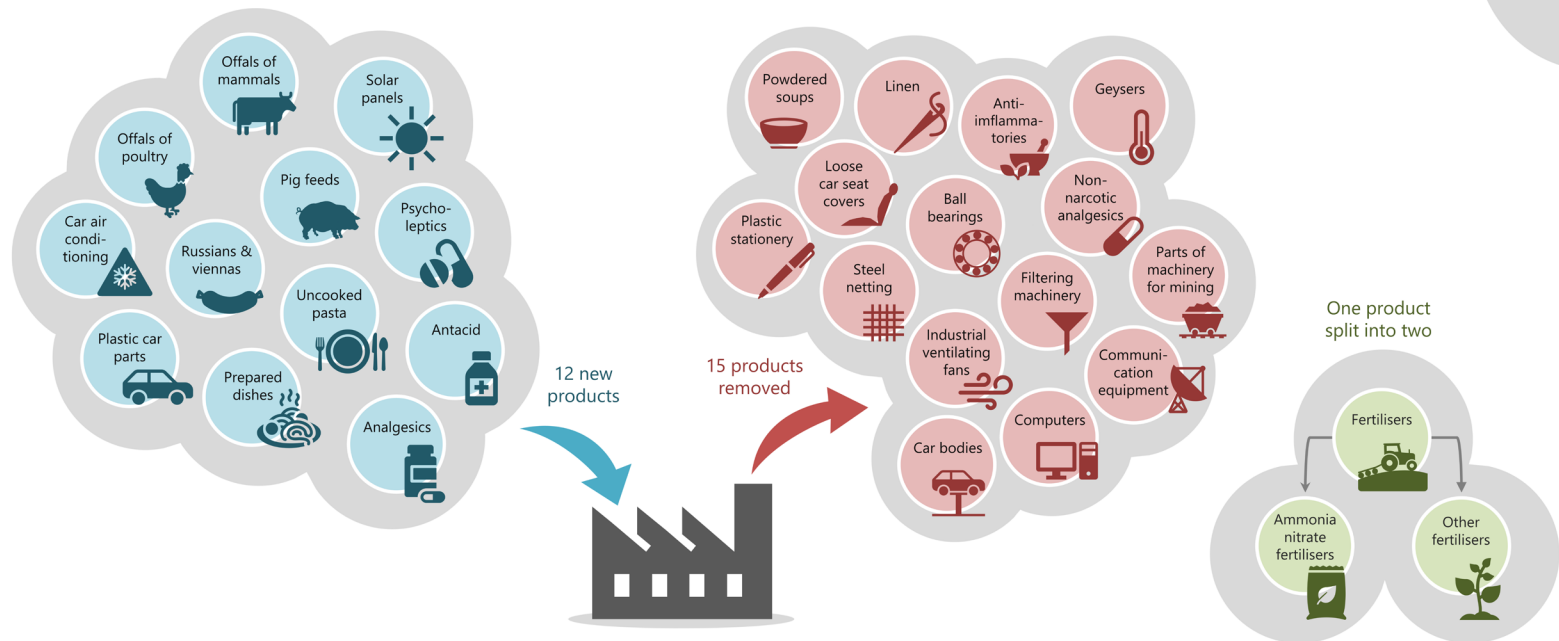 Offals of
mammals
Solar
panels
Offals of
poultry
Pig feeds
Psycho-
leptics
Car air
condi-
tioning
Russians &
viennas
Uncooked
pasta
Antacid
Plastic car
parts
Prepared
dishes
Analgesics
12 new
products
15 products
removed
Powdered
soups
Linen
Anti-
imflamma-
tories
Geysers
Loose
car seat
covers
Ball
bearings
Non-
narcotic
analgesics
Plastic
stationery
Steel
netting
Filtering
machinery
Parts of
machinery
for mining
Industrial
ventilating
fans
Communi-
cation
equipment
Car bodies
Computers
One product
split into two
Fertilisers
Ammonia
nitrate
fertilisers
Other
fertilisers